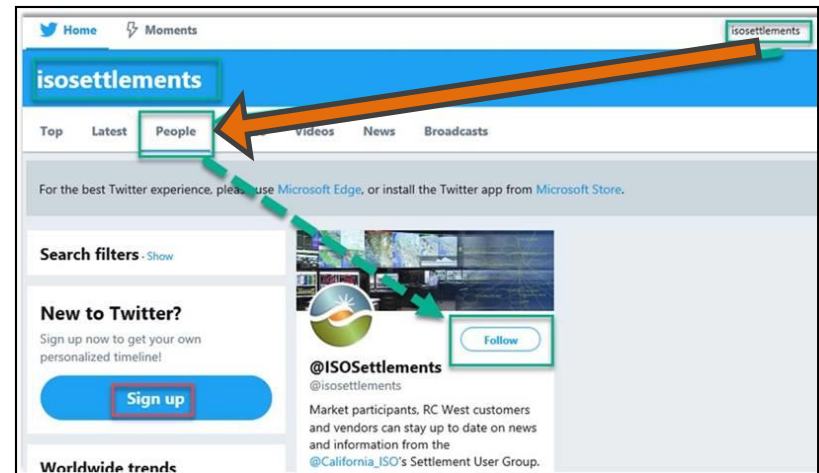 Home Moments isosettlements
isosettlements
Top Latest People Videos News Broadcasts
For the best Twitter experience, please use Microsoft Edge, or install the Twitter app from Microsoft Store.
Search filters · Show
New to Twitter?
Sign up now to get your own
personalized timeline!
Sign up
Worldwide trends
Follow
@ISOSettlements
@isosettlements
Market participants, RC West customers
and vendors can stay up to date on news
and information from the
@California_ISO's Settlement User Group.